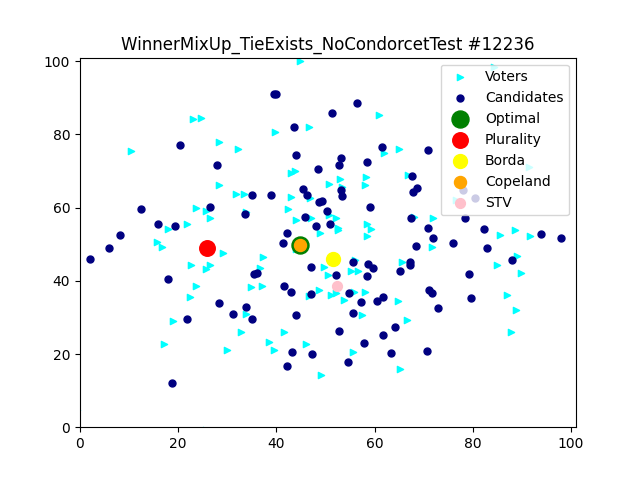 WinnerMixUp_TieExists_NoCondorcetTest #12236
Voters
Candidates
Optimal
Plurality
Borda
Copeland
STV
100
80
60
40
20
0
0 20 40 60 80 100